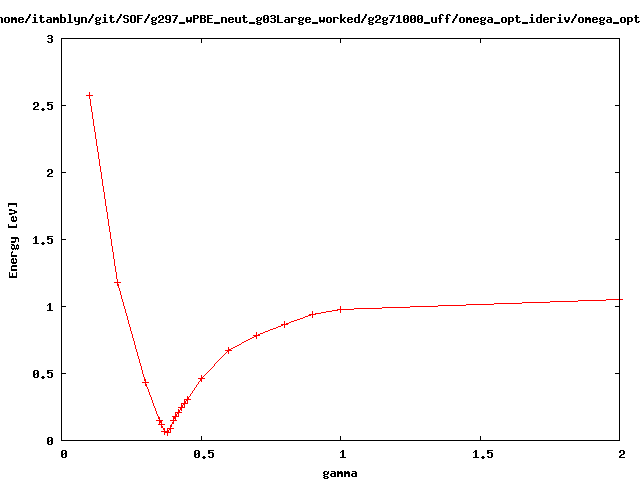 home/itamblyn/git/SOF/g297_wPBE_neut_g03Large_worked/g2g71000_uff/omega_opt_ideriv/omega_opt
3
2.5
2
1.5
1
0.5
0
Energy [eV]
0 0.5 1 1.5 2
gamma